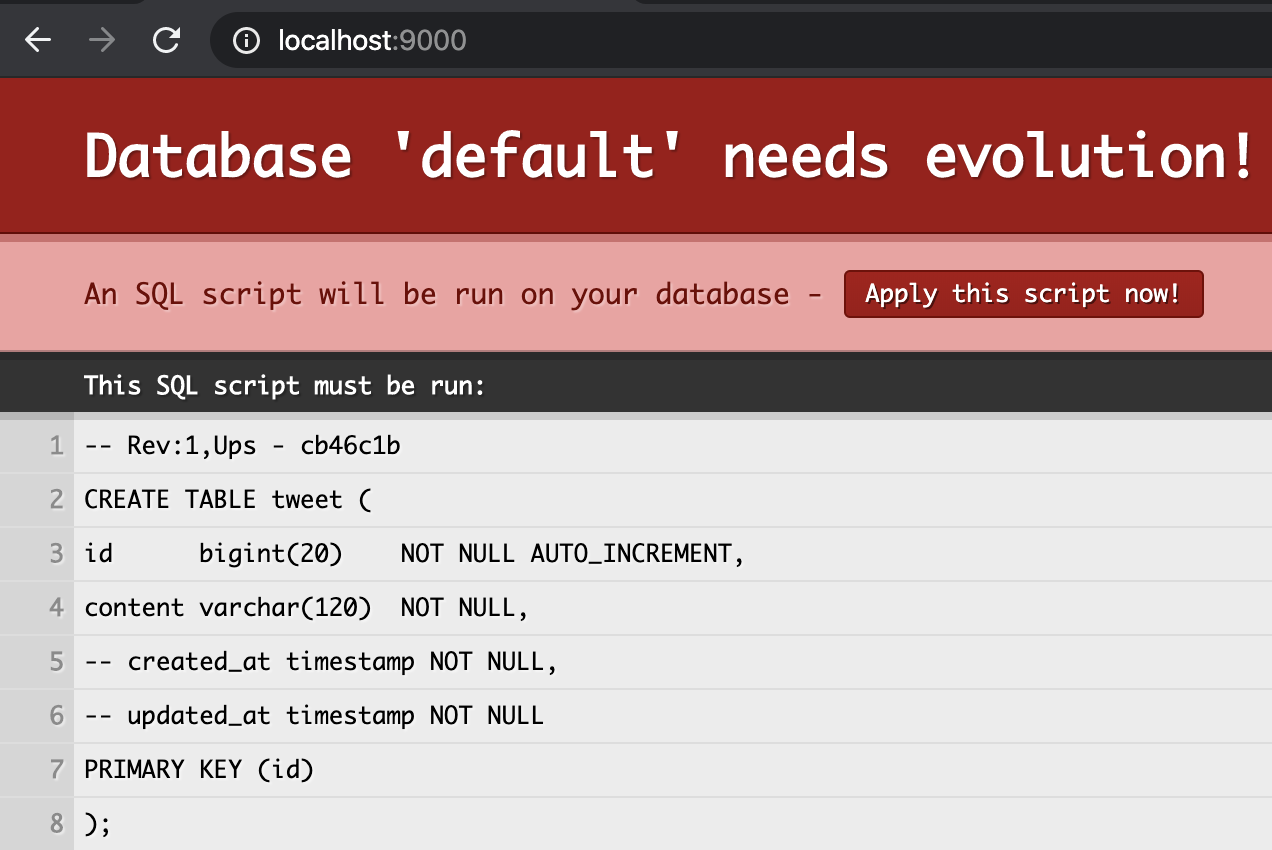 localhost:9000
Database 'default' needs evolution!
An SQL script will be run on your database - Apply this script now!
This SQL script must be run:
1 -- Rev:1,Ups - cb46c1b
2 CREATE TABLE tweet (
3 id      bigint(20)    NOT NULL AUTO_INCREMENT,
4 content varchar(120)  NOT NULL,
5 -- created_at timestamp NOT NULL,
6 -- updated_at timestamp NOT NULL
7 PRIMARY KEY (id)
8 );